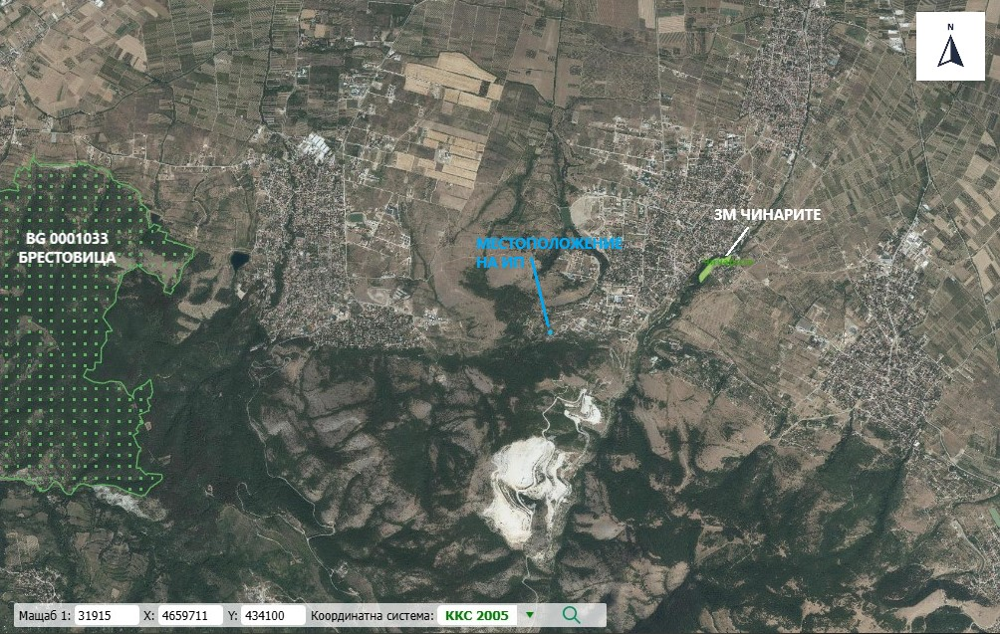 N
ЗМ ЧИНАРИТЕ
BG 0001033
БРЕСТОВИЦА
МЕСТОПОЛОЖЕНИЕ
НА ИП
Мащаб 1: 31915 X: 4659711 Y: 434100 Координатна система: ККС 2005